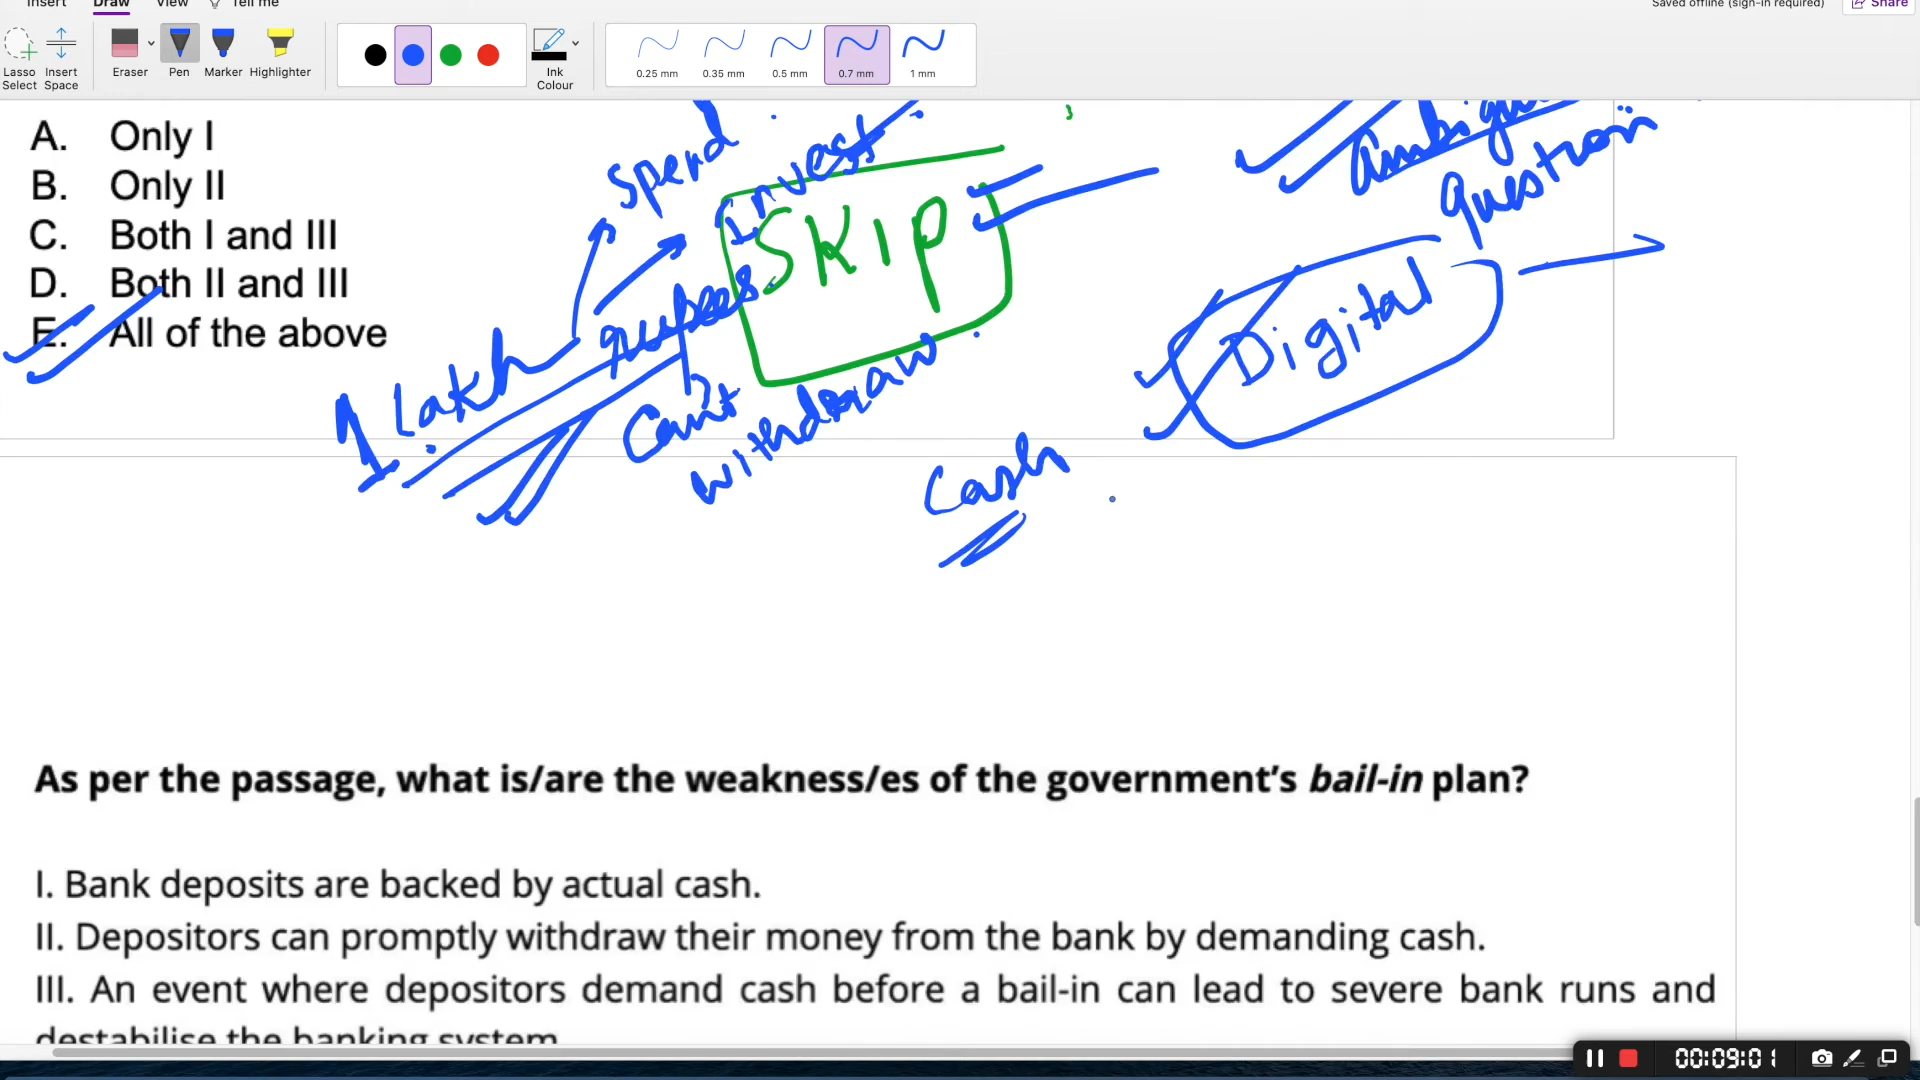 Insert Draw View Tell me
Saved offline (sign-in required) Share
Lasso Select
Insert Space
Eraser
Pen
Marker
Highlighter
Ink Colour
0.25 mm
0.35 mm
0.5 mm
0.7 mm
1 mm
A. Only I
B. Only II
C. Both I and III
D. Both II and III
E. All of the above
spend
Invest
SKIP
question
Digital
1 Lakh rupees
Can't withdraw
Cash
As per the passage, what is/are the weakness/es of the government's bail-in plan?
I. Bank deposits are backed by actual cash.
II. Depositors can promptly withdraw their money from the bank by demanding cash.
III. An event where depositors demand cash before a bail-in can lead to severe bank runs and
destabilise the banking system
00:09:01